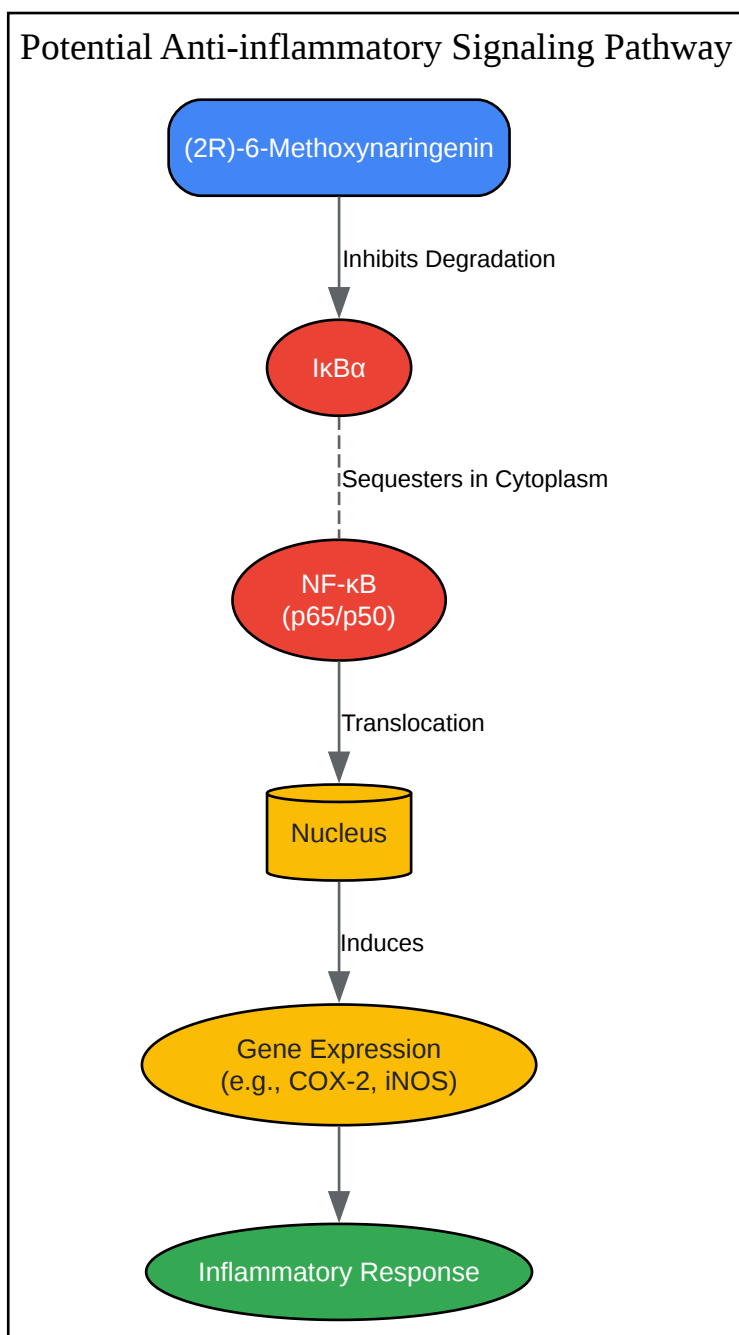 Potential Anti-inflammatory Signaling Pathway
(2R)-6-Methoxynaringenin
Inhibits Degradation
IκBα
Sequesters in Cytoplasm
NF-κB
(p65/p50)
Translocation
Nucleus
Induces
Gene Expression
(e.g., COX-2, iNOS)
Inflammatory Response